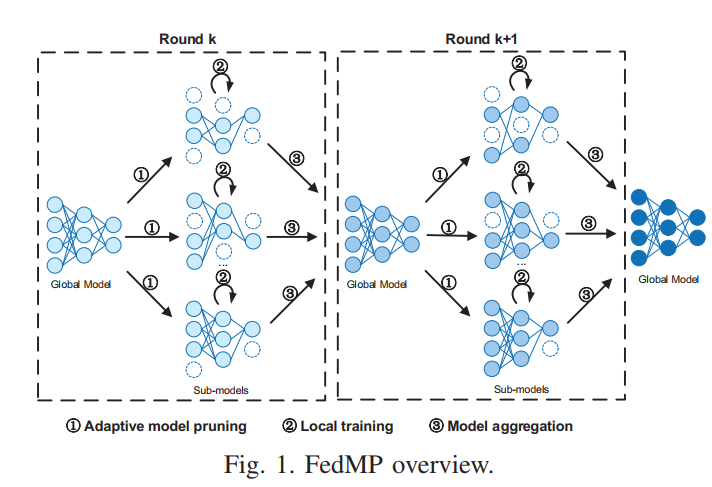 Round k
Round k+1
②
②
①
③
①
③
②
②
①
③
①
③
Global Model
Global Model
Global Model
...
...
①
②
③
①
②
③
Sub-models
Sub-models
① Adaptive model pruning ② Local training ③ Model aggregation
Fig. 1. FedMP overview.